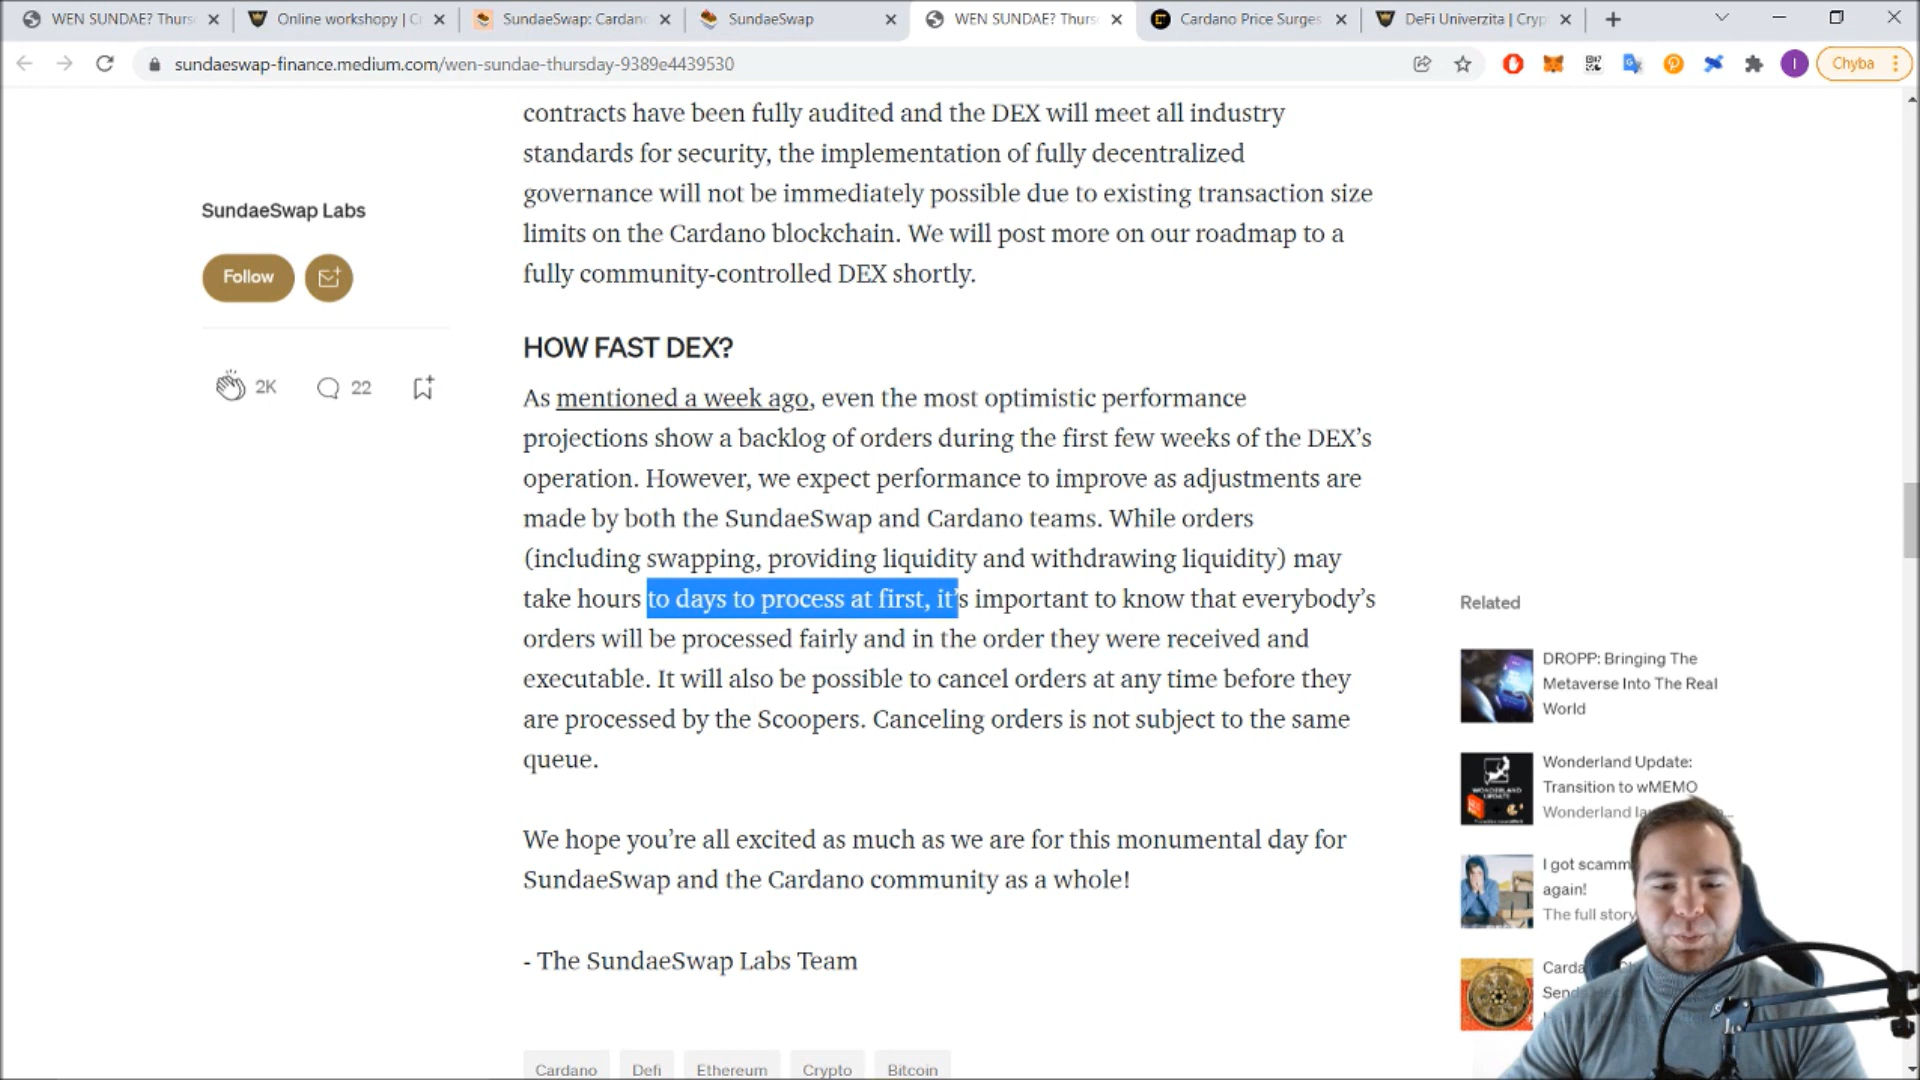 WEN SUNDAE? Thurs
Online workshopy | C
SundaeSwap: Cardano
SundaeSwap
WEN SUNDAE? Thurs
Cardano Price Surges
DeFi Univerzita | Cryp
sundaeswap-finance.medium.com/wen-sundae-thursday-9389e4439530
I
Chyba
contracts have been fully audited and the DEX will meet all industry
standards for security, the implementation of fully decentralized
governance will not be immediately possible due to existing transaction size
limits on the Cardano blockchain. We will post more on our roadmap to a
fully community-controlled DEX shortly.
SundaeSwap Labs
Follow
2K
22
HOW FAST DEX?
As mentioned a week ago, even the most optimistic performance
projections show a backlog of orders during the first few weeks of the DEX’s
operation. However, we expect performance to improve as adjustments are
made by both the SundaeSwap and Cardano teams. While orders
(including swapping, providing liquidity and withdrawing liquidity) may
take hours to days to process at first, it’s important to know that everybody’s
orders will be processed fairly and in the order they were received and
executable. It will also be possible to cancel orders at any time before they
are processed by the Scoopers. Canceling orders is not subject to the same
queue.
We hope you’re all excited as much as we are for this monumental day for
SundaeSwap and the Cardano community as a whole!
- The SundaeSwap Labs Team
Cardano
Defi
Ethereum
Crypto
Bitcoin
Related
DROPP: Bringing The
Metaverse Into The Real
World
WONDERLAND
UPDATE
Wonderland Update:
Transition to wMEMO
Wonderland
I got scamm
again!
The full story
Carda
Send